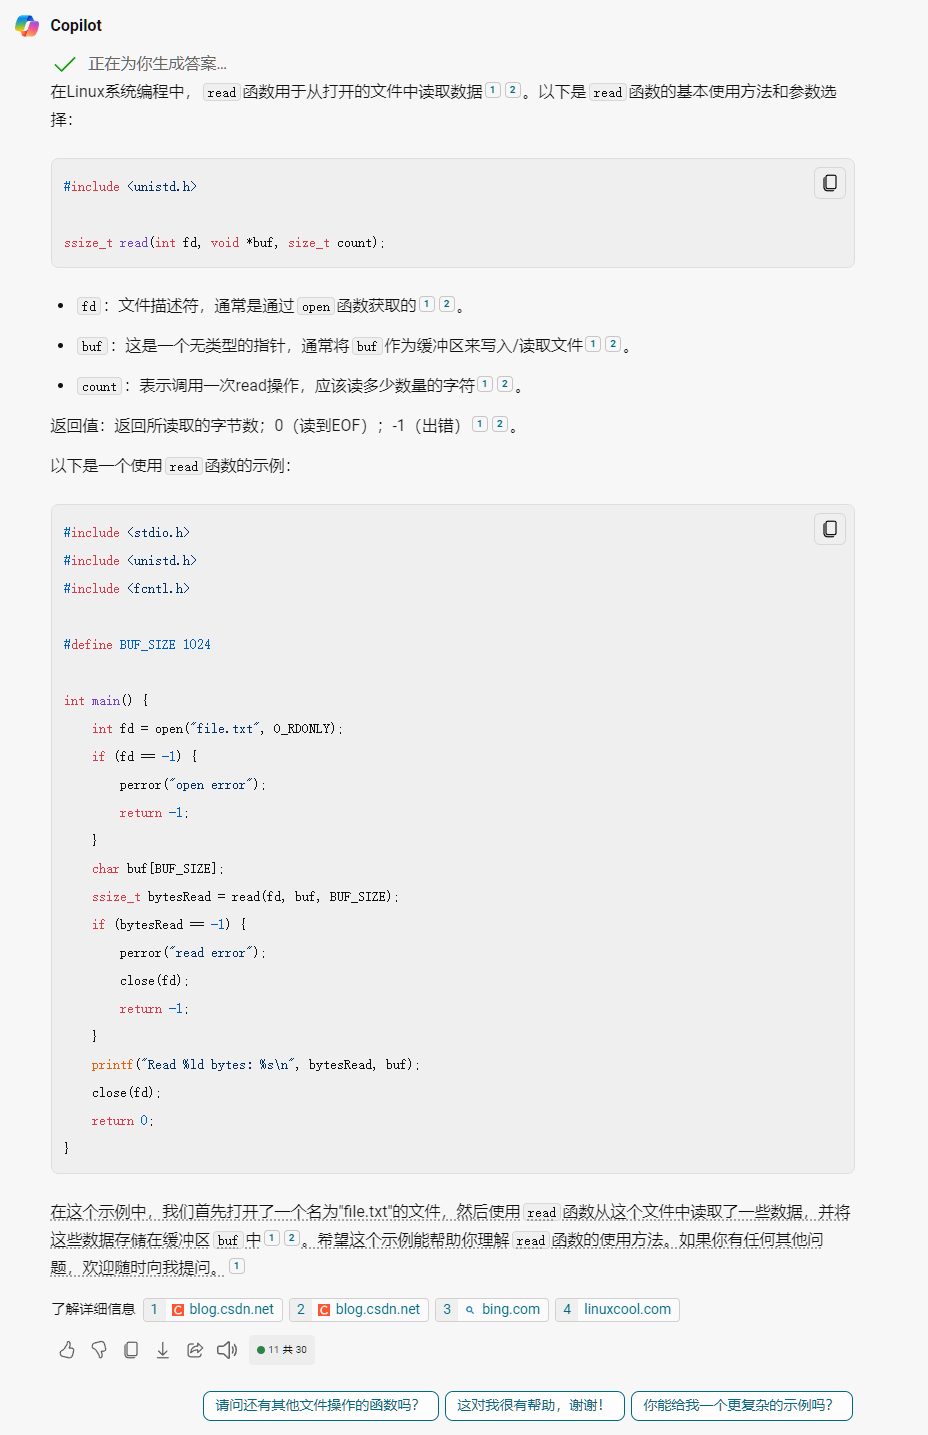 Copilot
正在为你生成答案...
在Linux系统编程中， read 函数用于从打开的文件中读取数据 1 2 。以下是 read 函数的基本使用方法和参数选
择：
#include <unistd.h>
ssize_t read(int fd, void *buf, size_t count);
• fd ：文件描述符，通常是通过 open 函数获取的 1 2 。
• buf ：这是一个无类型的指针，通常将 buf 作为缓冲区来写入/读取文件 1 2 。
• count ：表示调用一次read操作，应该读多少数量的字符 1 2 。
返回值：返回所读取的字节数；0（读到EOF）；-1（出错） 1 2 。
以下是一个使用 read 函数的示例：
#include <stdio.h>
#include <unistd.h>
#include <fcntl.h>
#define BUF_SIZE 1024
int main() {
    int fd = open("file.txt", O_RDONLY);
    if (fd == -1) {
        perror("open error");
        return -1;
    }
    char buf[BUF_SIZE];
    ssize_t bytesRead = read(fd, buf, BUF_SIZE);
    if (bytesRead == -1) {
        perror("read error");
        close(fd);
        return -1;
    }
    printf("Read %ld bytes: %s\n", bytesRead, buf);
    close(fd);
    return 0;
}
在这个示例中，我们首先打开了一个名为"file.txt"的文件，然后使用 read 函数从这个文件中读取了一些数据，并将
这些数据存储在缓冲区 buf 中 1 2 。希望这个示例能帮助你理解 read 函数的使用方法。如果你有任何其他问
题，欢迎随时向我提问。 1
了解详细信息 1 C blog.csdn.net 2 C blog.csdn.net 3 bing.com 4 linuxcool.com
11 共 30
请问还有其他文件操作的函数吗？ 这对我很有帮助，谢谢！ 你能给我一个更复杂的示例吗？